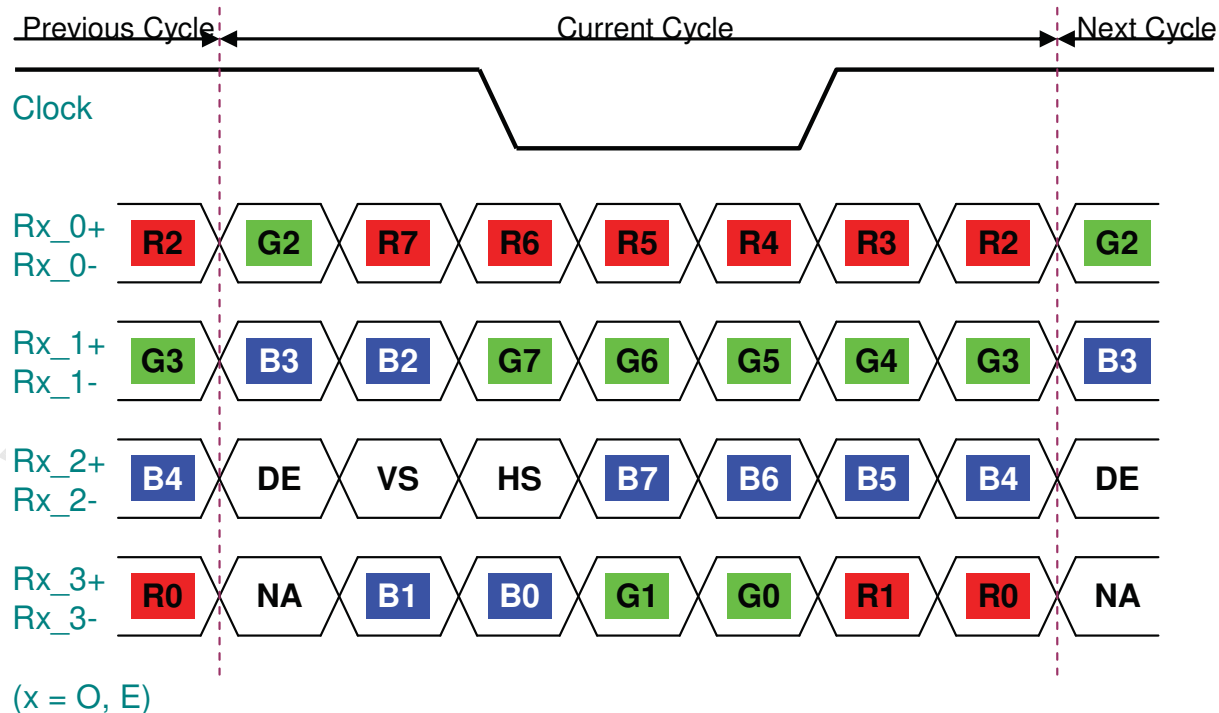 Previous Cycle Current Cycle Next Cycle
Clock
Rx_0+
Rx_0-
R2 G2 R7 R6 R5 R4 R3 R2 G2
Rx_1+
Rx_1-
G3 B3 B2 G7 G6 G5 G4 G3 B3
Rx_2+
Rx_2-
B4 DE VS HS B7 B6 B5 B4 DE
Rx_3+
Rx_3-
R0 NA B1 B0 G1 G0 R1 R0 NA
(x = O, E)